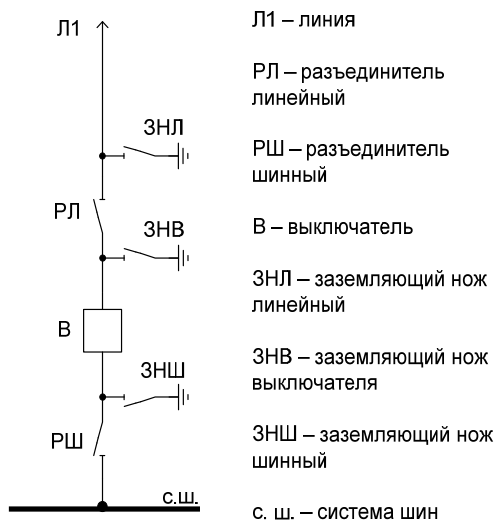 Л1
ЗНЛ
РЛ
ЗНВ
В
ЗНШ
РШ
с.ш.
Л1 – линия
РЛ – разъединитель
линейный
РШ – разъединитель
шинный
В – выключатель
ЗНЛ – заземляющий нож
линейный
ЗНВ – заземляющий нож
выключателя
ЗНШ – заземляющий нож
шинный
с. ш. – система шин